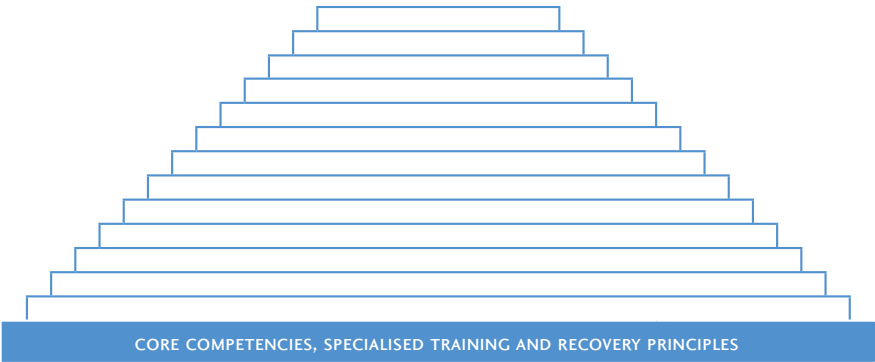 CORE COMPETENCIES, SPECIALISED TRAINING AND RECOVERY PRINCIPLES